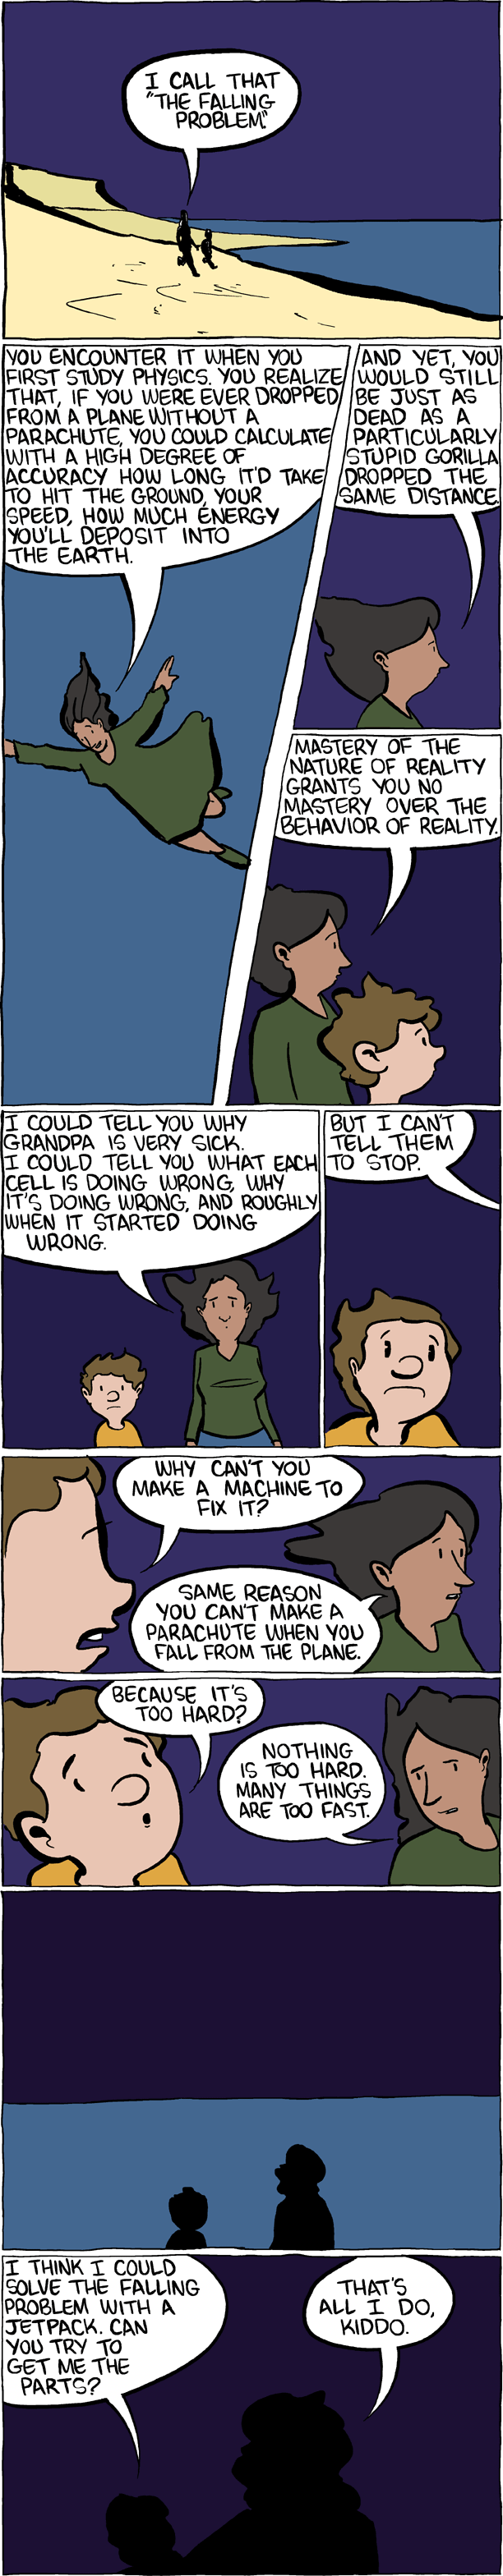 I CALL THAT
"THE FALLING
PROBLEM."
YOU ENCOUNTER IT WHEN YOU
FIRST STUDY PHYSICS. YOU REALIZE
THAT, IF YOU WERE EVER DROPPED
FROM A PLANE WITHOUT A
PARACHUTE, YOU COULD CALCULATE
WITH A HIGH DEGREE OF
ACCURACY HOW LONG IT'D TAKE
TO HIT THE GROUND, YOUR
SPEED, HOW MUCH ENERGY
YOU'LL DEPOSIT INTO
THE EARTH.
AND YET, YOU
WOULD STILL
BE JUST AS
DEAD AS A
PARTICULARLY
STUPID GORILLA
DROPPED THE
SAME DISTANCE.
MASTERY OF THE
NATURE OF REALITY
GRANTS YOU NO
MASTERY OVER THE
BEHAVIOR OF REALITY.
I COULD TELL YOU WHY
GRANDPA IS VERY SICK.
I COULD TELL YOU WHAT EACH
CELL IS DOING WRONG, WHY
IT'S DOING WRONG, AND ROUGHLY
WHEN IT STARTED DOING
WRONG.
BUT I CAN'T
TELL THEM
TO STOP.
WHY CAN'T YOU
MAKE A MACHINE TO
FIX IT?
SAME REASON
YOU CAN'T MAKE A
PARACHUTE WHEN YOU
FALL FROM THE PLANE.
BECAUSE IT'S
TOO HARD?
NOTHING
IS TOO HARD.
MANY THINGS
ARE TOO FAST.
I THINK I COULD
SOLVE THE FALLING
PROBLEM WITH A
JETPACK. CAN
YOU TRY TO
GET ME THE
PARTS?
THAT'S
ALL I DO,
KIDDO.